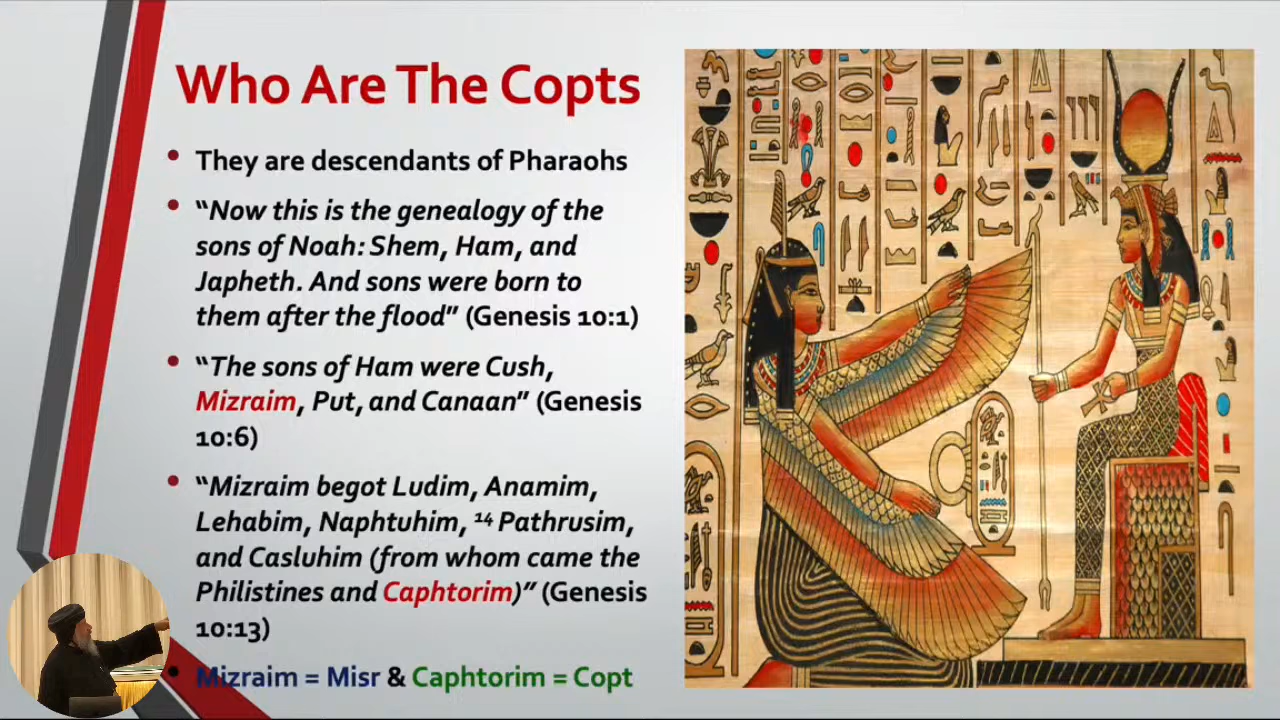 Who Are The Copts
• They are descendants of Pharaohs
• “Now this is the genealogy of the
sons of Noah: Shem, Ham, and
Japheth. And sons were born to
them after the flood” (Genesis 10:1)
• “The sons of Ham were Cush,
Mizraim, Put, and Canaan” (Genesis
10:6)
• “Mizraim begot Ludim, Anamim,
Lehabim, Naphtuhim, ¹⁴ Pathrusim,
and Casluhim (from whom came the
Philistines and Caphtorim)” (Genesis
10:13)
• Mizraim = Misr & Caphtorim = Copt